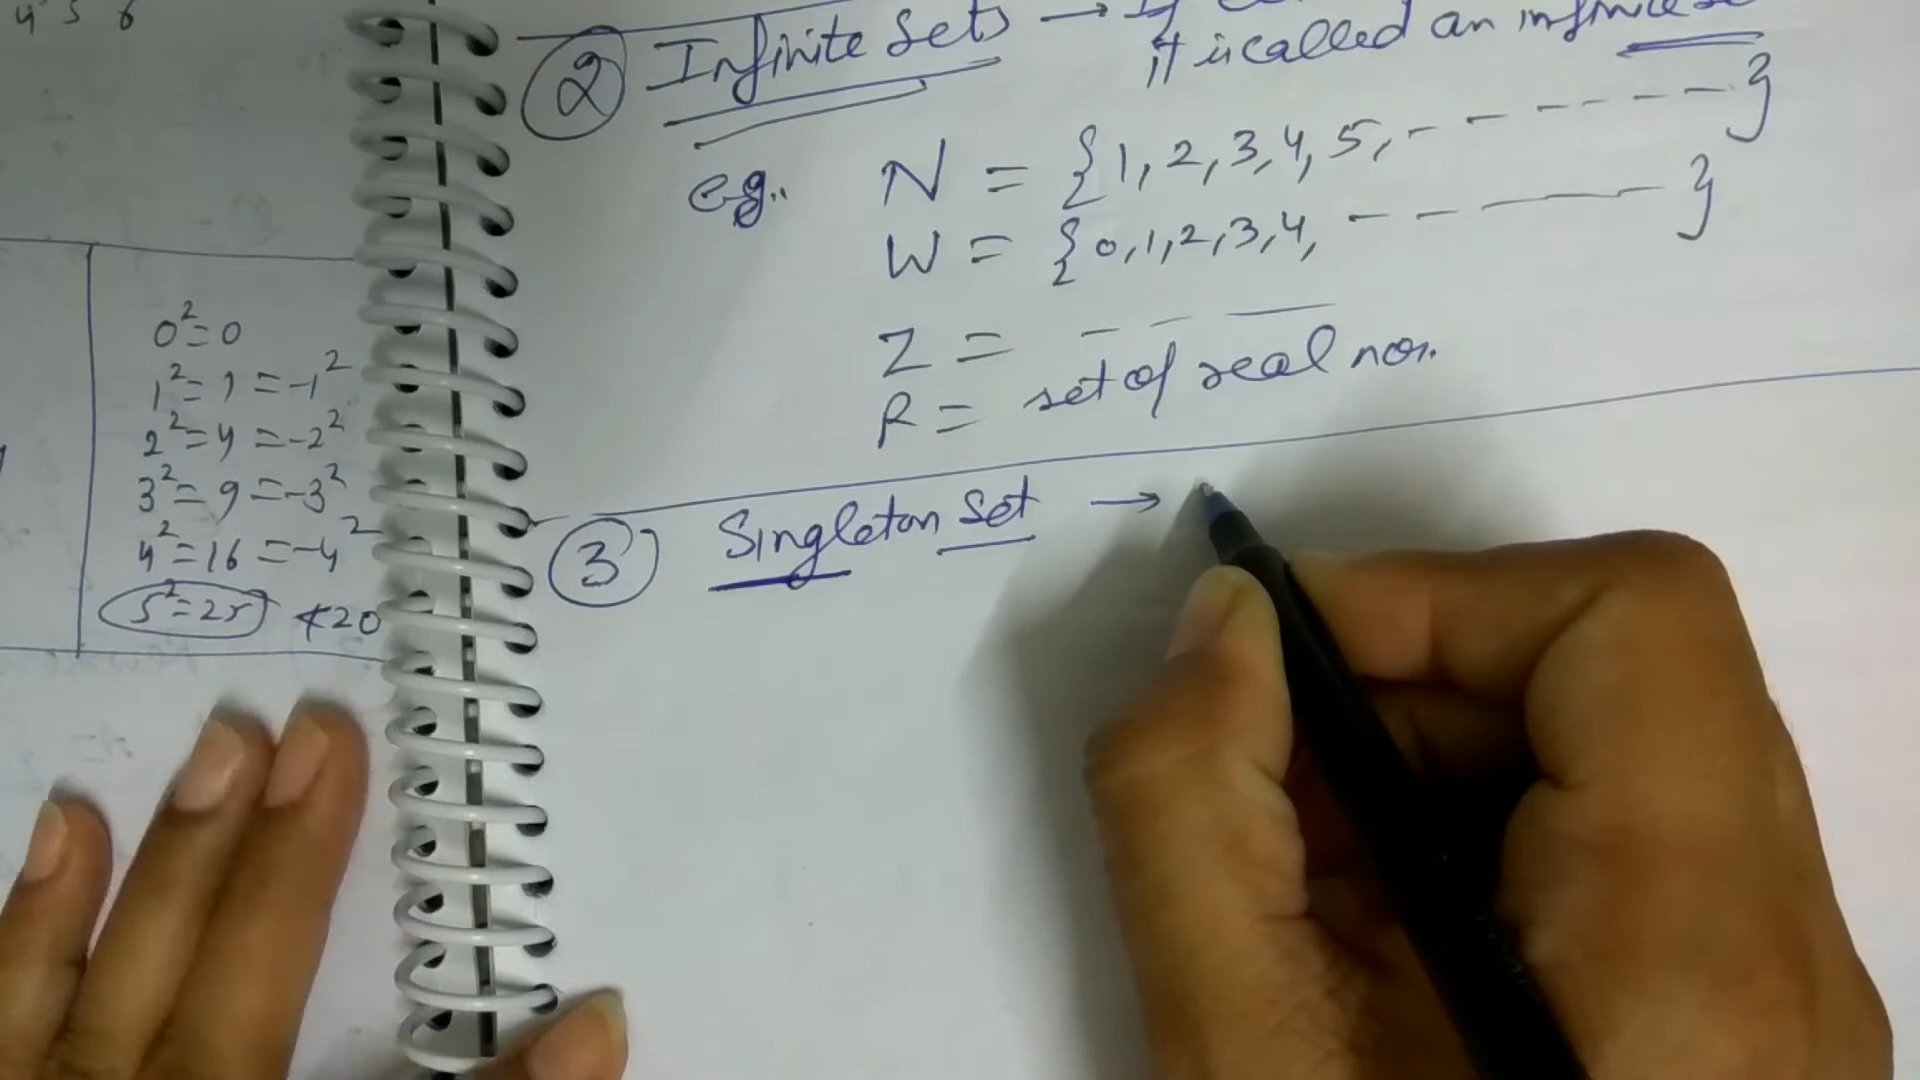 4 5 6
0²=0
1²=1=-1²
2²=4=-2²
3²=9=-3²
4²=16=-4²
5²=25 ≮20
② Infinite Sets →
it is called an infinite
eg. N = {1,2,3,4,5,------}
W = {0,1,2,3,4,-----}
Z = ---
R = set of real nos.
③ Singleton Set →